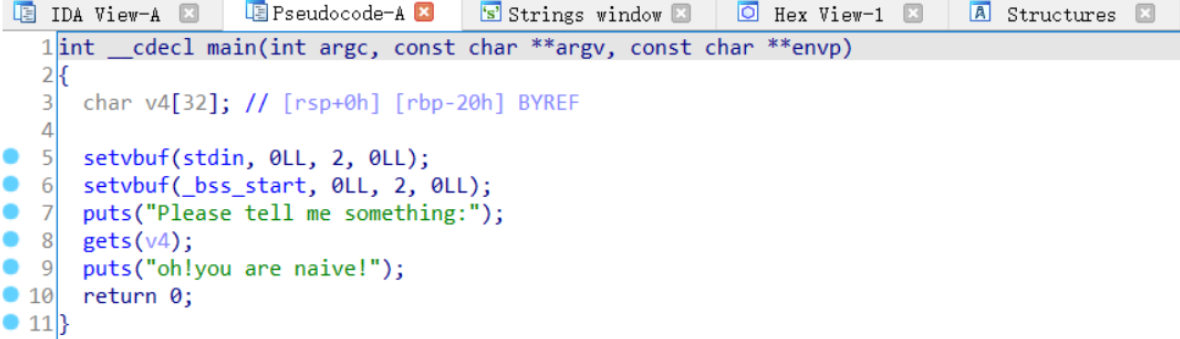 IDA View-A Pseudocode-A Strings window Hex View-1 Structures
1 int __cdecl main(int argc, const char **argv, const char **envp)
2 {
3 char v4[32]; // [rsp+0h] [rbp-20h] BYREF
4
5 setvbuf(stdin, 0LL, 2, 0LL);
6 setvbuf(_bss_start, 0LL, 2, 0LL);
7 puts("Please tell me something:");
8 gets(v4);
9 puts("oh!you are naive!");
10 return 0;
11 }